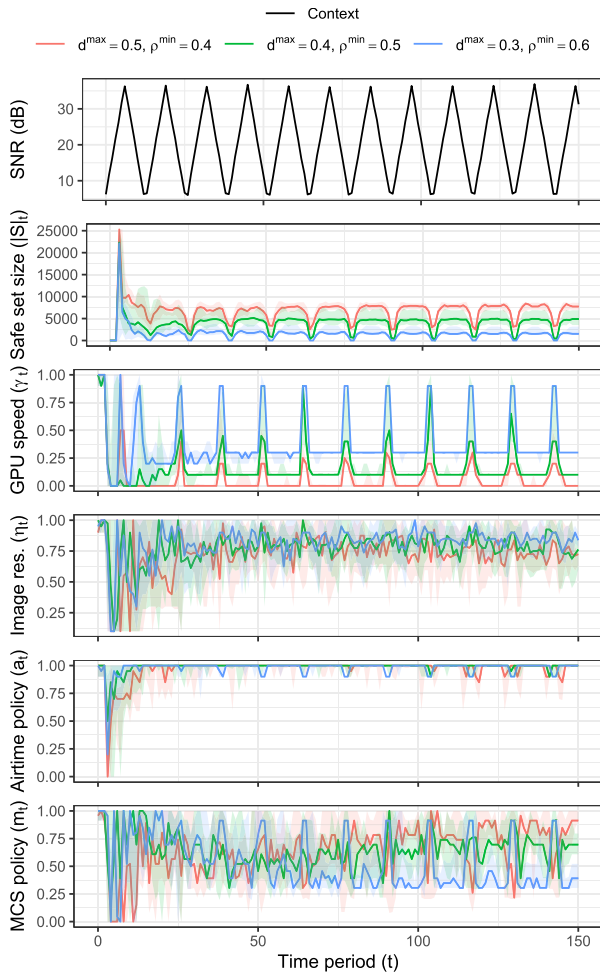 Context
d^max = 0.5, ρ^min = 0.4   d^max = 0.4, ρ^min = 0.5   d^max = 0.3, ρ^min = 0.6
SNR (dB)
30
20
10
Safe set size (|S|t)
25000
20000
15000
10000
5000
0
GPU speed (γt)
1.00
0.75
0.50
0.25
0.00
Image res. (ηt)
1.00
0.75
0.50
0.25
Airtime policy (at)
1.00
0.75
0.50
0.25
0.00
MCS policy (mt)
1.00
0.75
0.50
0.25
0.00
0 50 100 150
Time period (t)